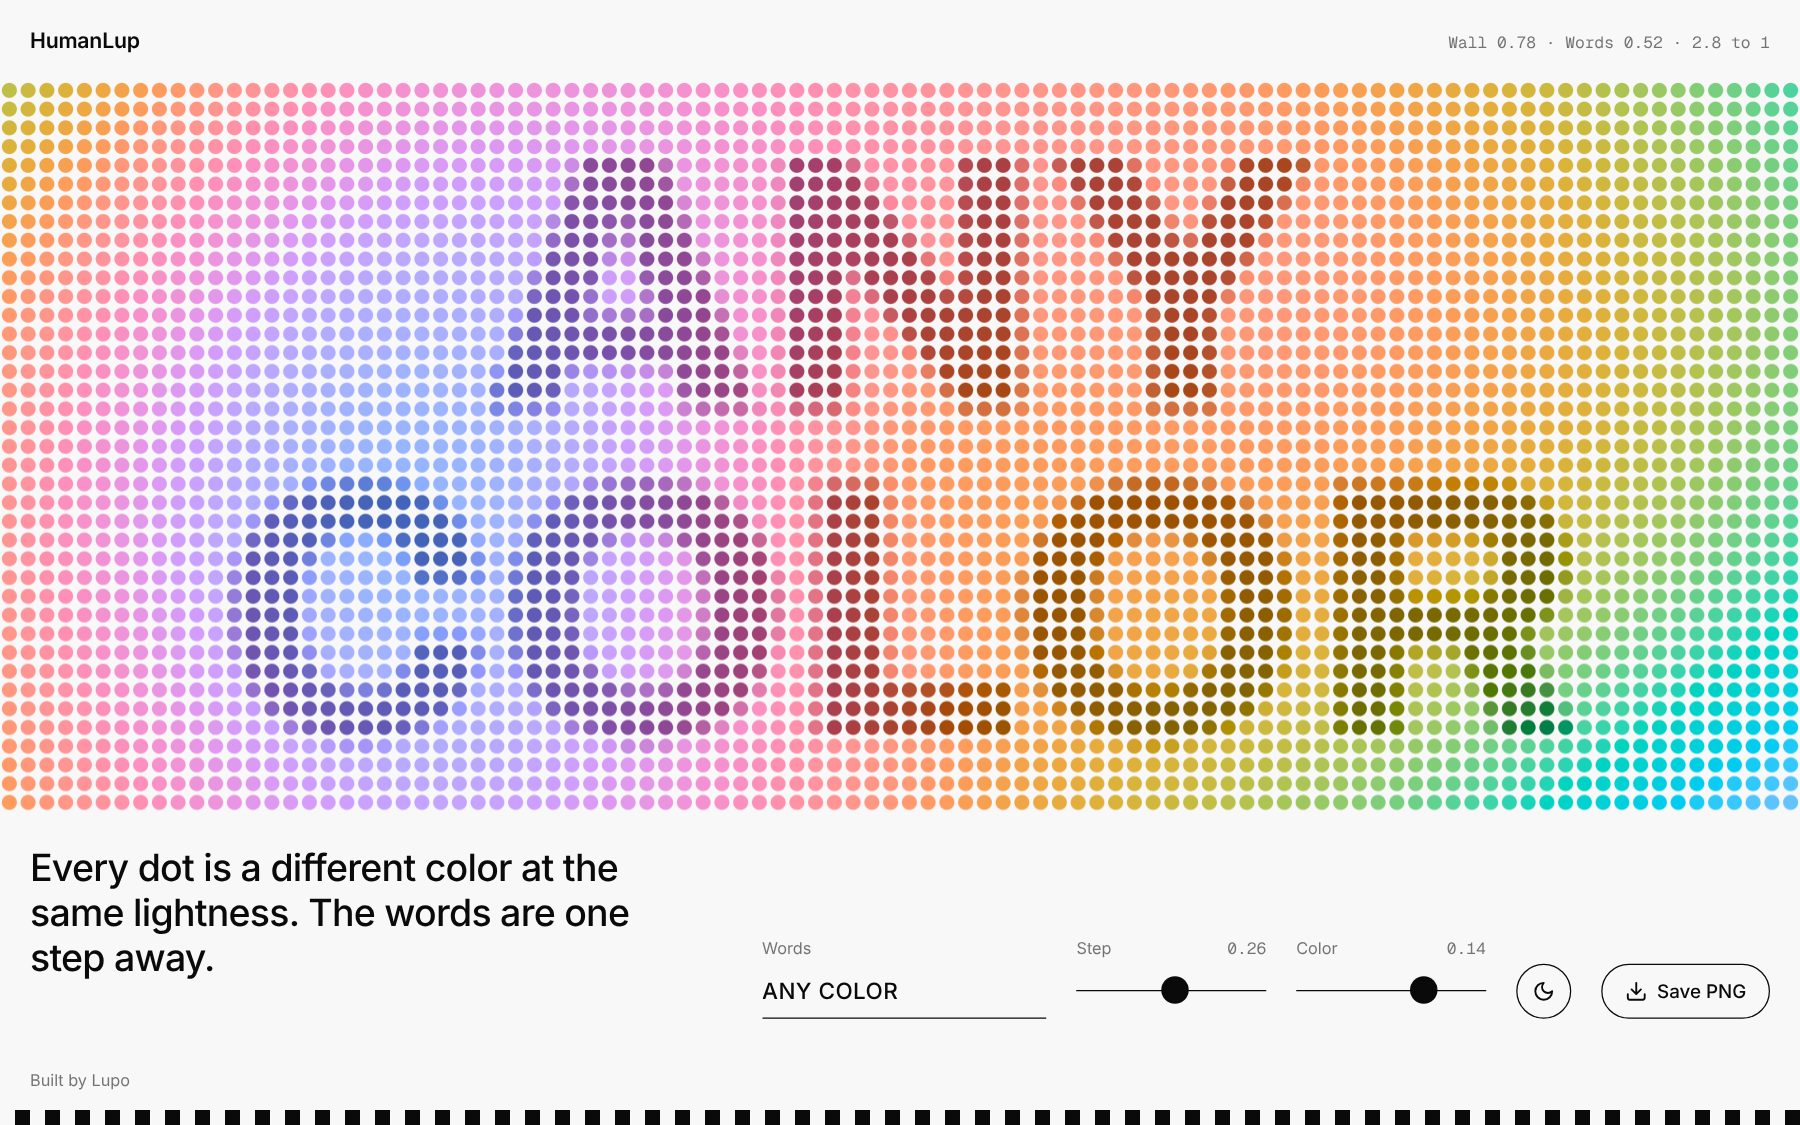 HumanLup
Wall 0.78 · Words 0.52 · 2.8 to 1
ANY
COLOR
Every dot is a different color at the
same lightness. The words are one
step away.
Words
Step 0.26
Color 0.14
ANY COLOR
Save PNG
Built by Lupo